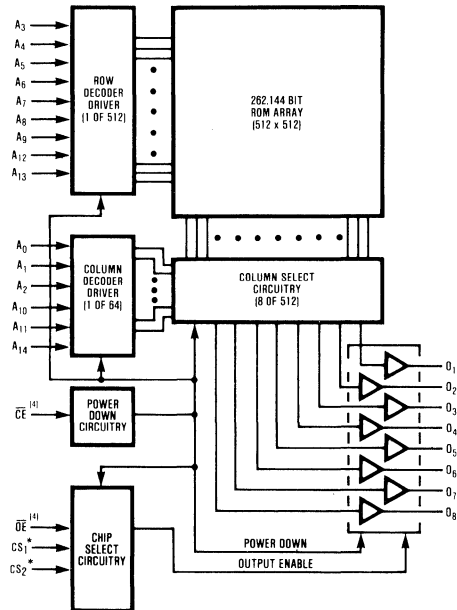 A3
A4
A5
A6
A7
A8
A9
A12
A13
ROW
DECODER
DRIVER
(1 OF 512)
262,144 BIT
ROM ARRAY
(512 x 512)
A0
A1
A2
A10
A11
A14
COLUMN
DECODER
DRIVER
(1 OF 64)
COLUMN SELECT
CIRCUITRY
(8 OF 512)
CE (4)
POWER
DOWN
CIRCUITRY
O1
O2
O3
O4
O5
O6
O7
O8
OE (4)
CS1*
CS2*
CHIP
SELECT
CIRCUITRY
POWER DOWN
OUTPUT ENABLE